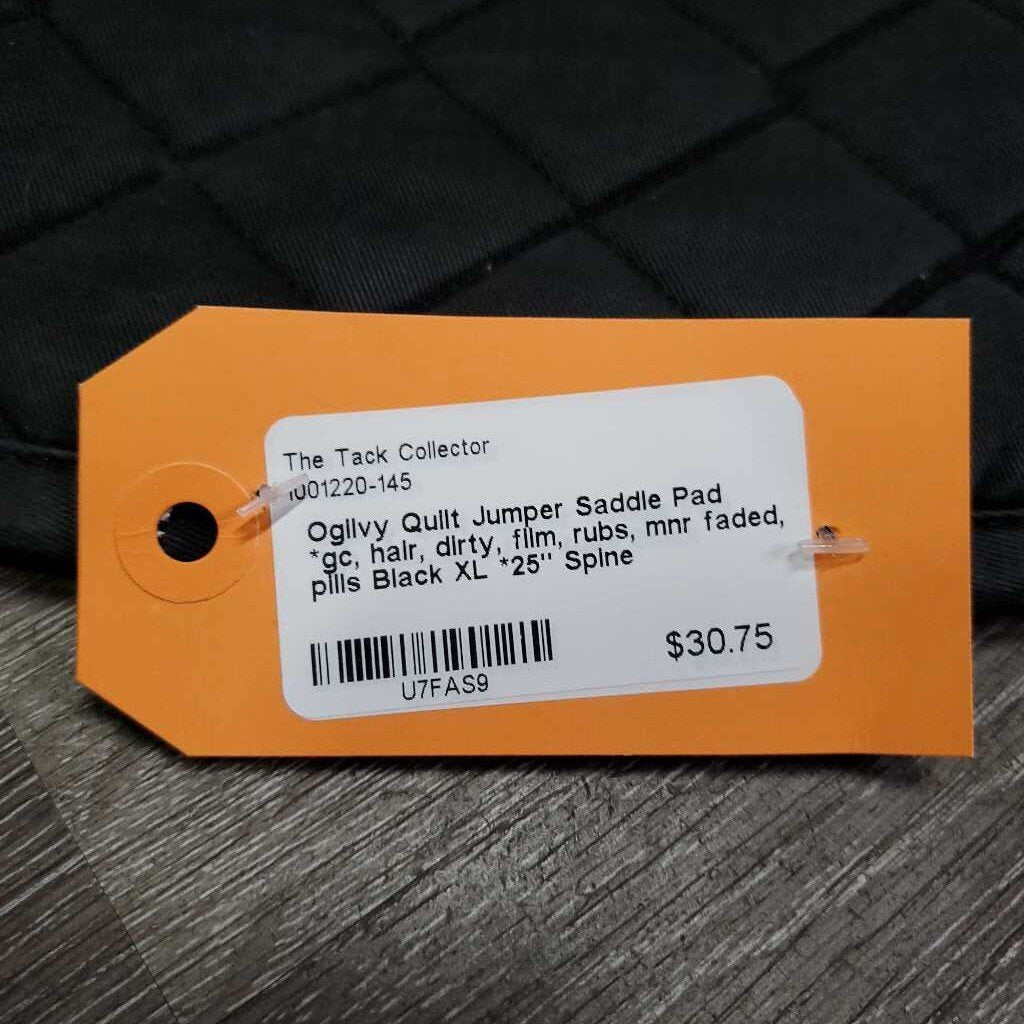 The Tack Collector
1001220-145
Ogilvy Quilt Jumper Saddle Pad
*gc, hair, dirty, film, rubs, mnr faded,
pills Black XL *25" Spine
$30.75
U7FAS9